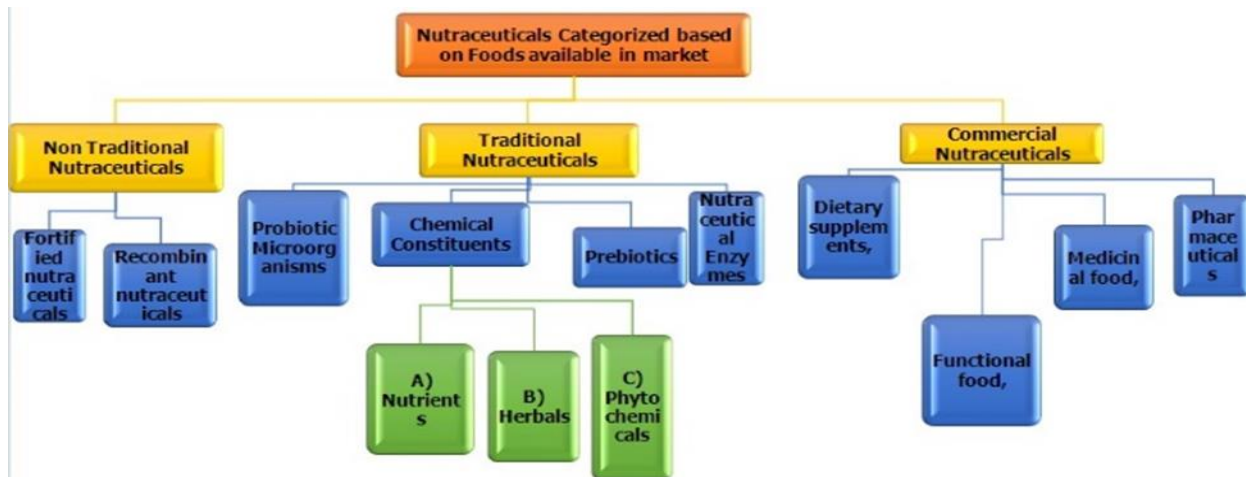 Nutraceuticals Categorized based
on Foods available in market
Non Traditional
Nutraceuticals
Traditional
Nutraceuticals
Commercial
Nutraceuticals
Fortif
ied
nutra
ceuti
cals
Recombin
ant
nutraceut
icals
Probiotic
Microorg
anisms
Chemical
Constituents
Prebiotics
Nutra
ceutic
al
Enzy
mes
Dietary
supplem
ents,
Functional
food,
Medicin
al food,
Phar
mace
utical
s
A)
Nutrient
s
B)
Herbals
C)
Phyto
chemi
cals